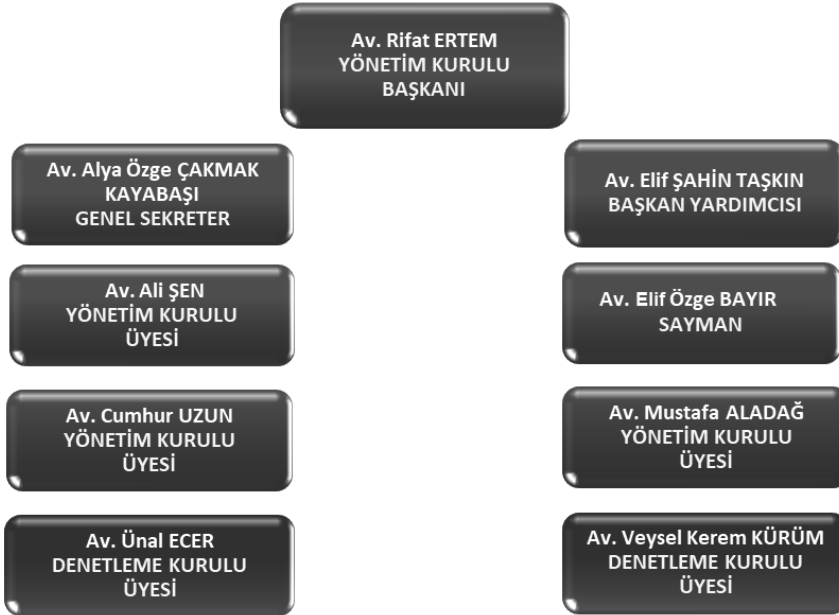 Av. Rifat ERTEM
YÖNETİM KURULU
BAŞKANI
Av. Alya Özge ÇAKMAK
KAYABAŞI
GENEL SEKRETER
Av. Elif ŞAHİN TAŞKIN
BAŞKAN YARDIMCISI
Av. Ali ŞEN
YÖNETİM KURULU
ÜYESİ
Av. Elif Özge BAYIR
SAYMAN
Av. Cumhur UZUN
YÖNETİM KURULU
ÜYESİ
Av. Mustafa ALADAĞ
YÖNETİM KURULU
ÜYESİ
Av. Ünal ECER
DENETLEME KURULU
ÜYESİ
Av. Veysel Kerem KÜRÜM
DENETLEME KURULU
ÜYESİ